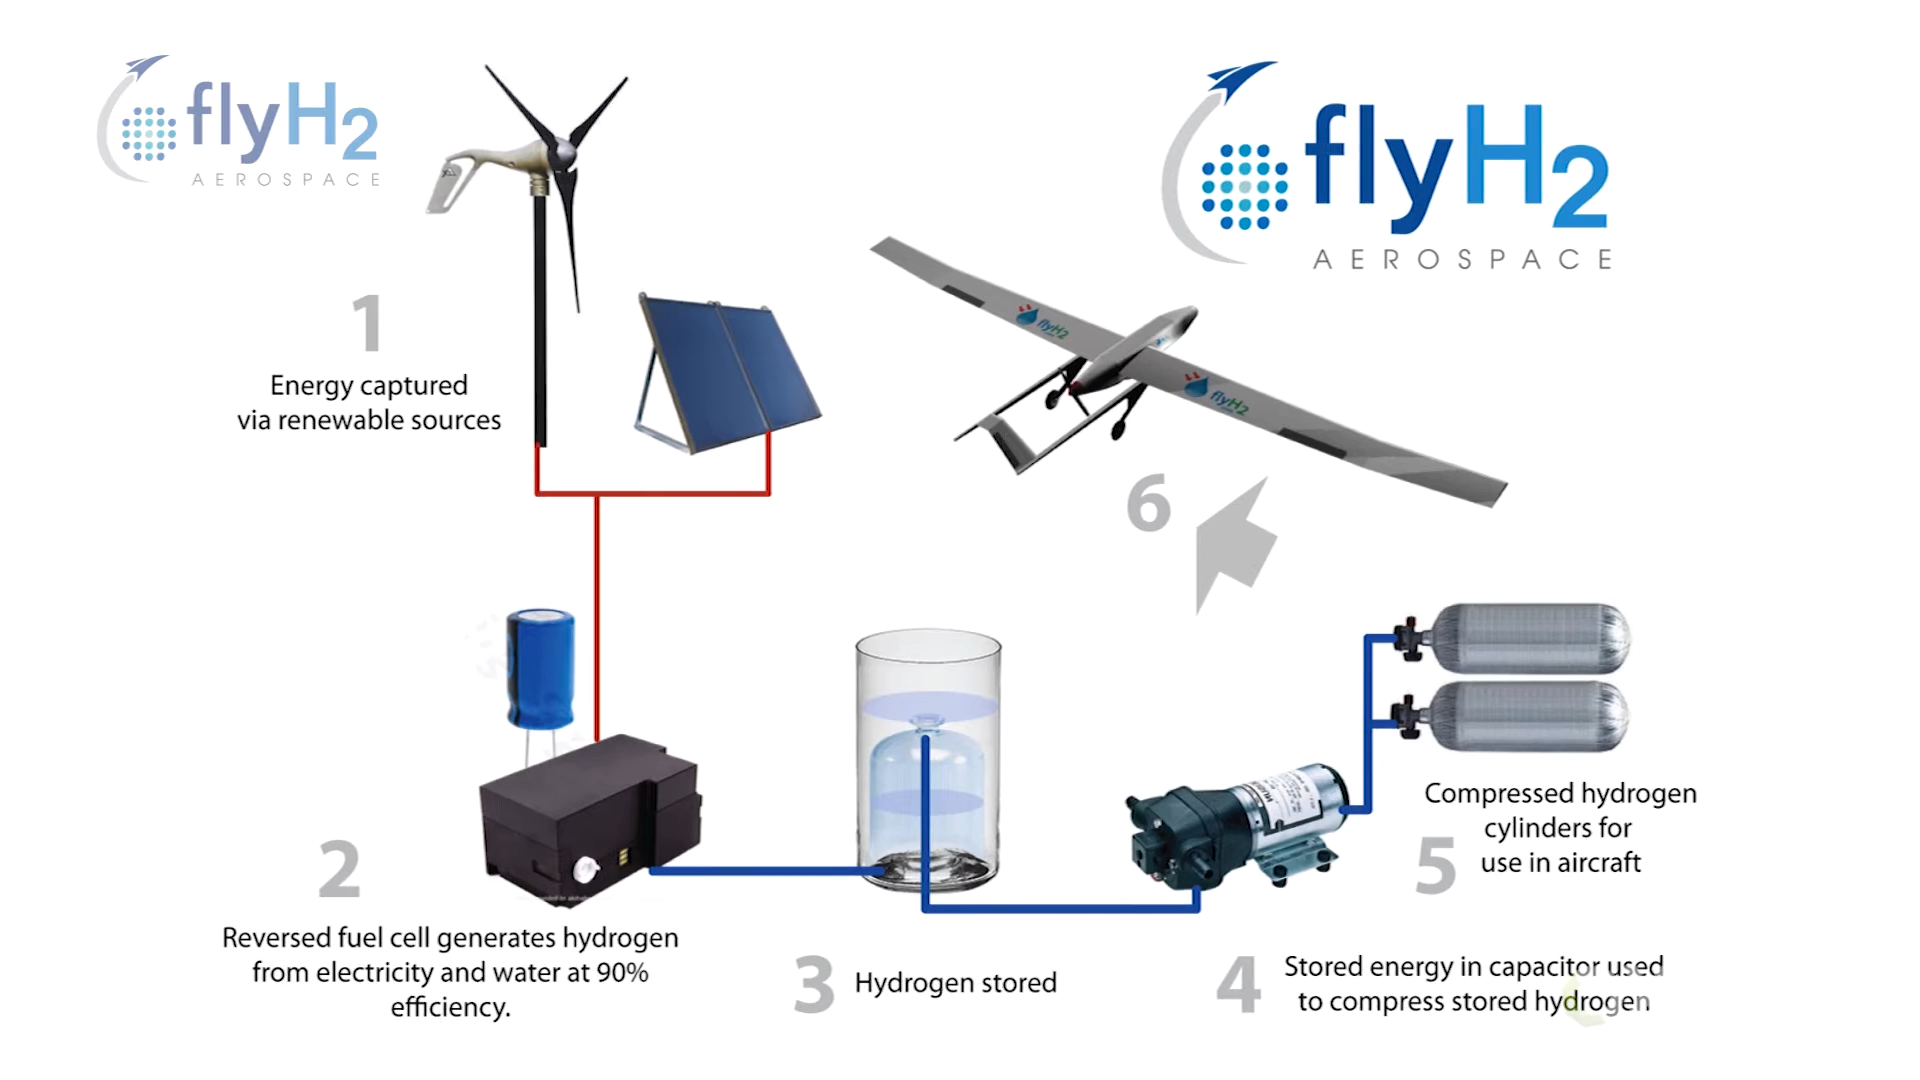 flyH2
AEROSPACE
flyH2
AEROSPACE
1
Energy captured
via renewable sources
flyH2
flyH2
6
2
Reversed fuel cell generates hydrogen
from electricity and water at 90%
efficiency.
3
Hydrogen stored
4
Stored energy in capacitor used
to compress stored hydrogen
Compressed hydrogen
cylinders for
5
use in aircraft